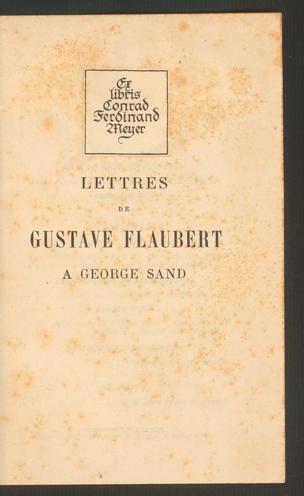 Ex
libris
Conrad
Ferdinand
Meyer
LETTRES
DE
GUSTAVE FLAUBERT
A GEORGE SAND